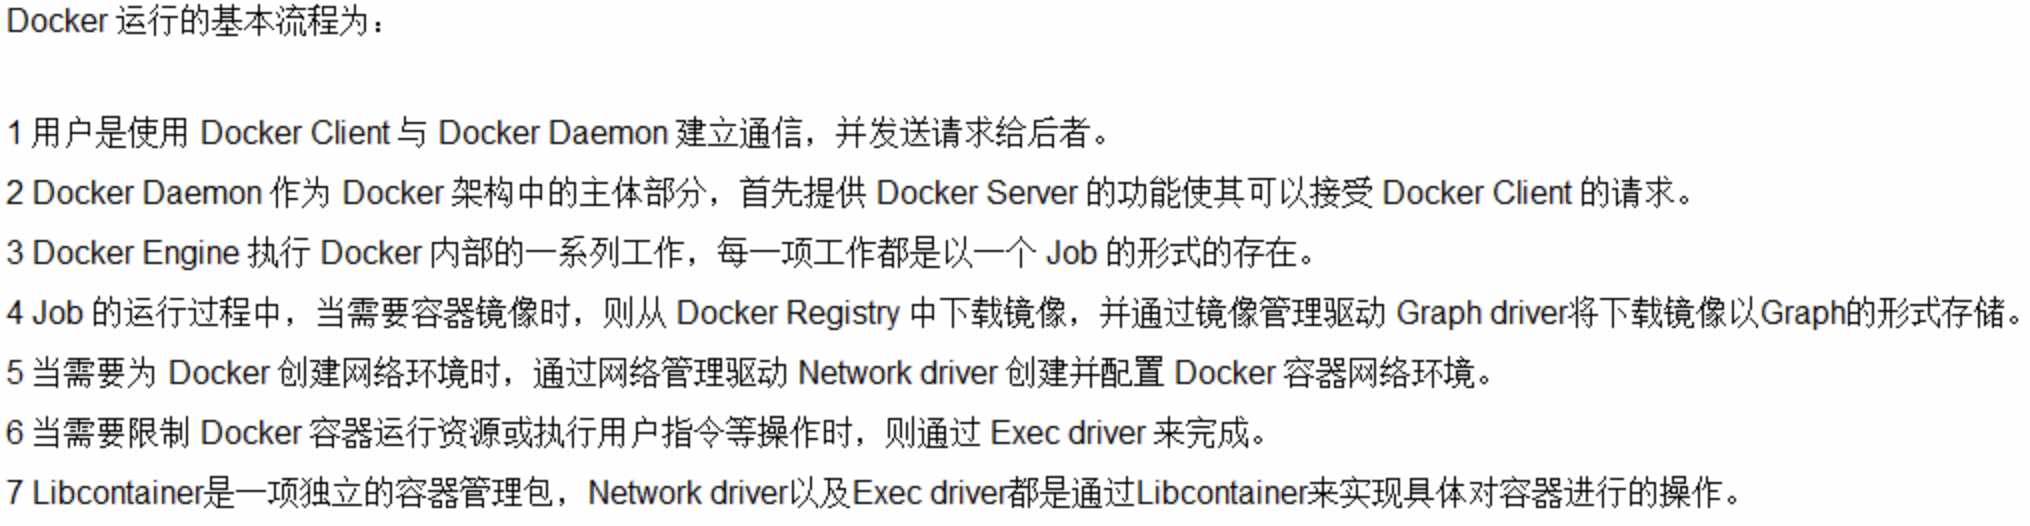 Docker 运行的基本流程为：
1 用户是使用 Docker Client 与 Docker Daemon 建立通信，并发送请求给后者。
2 Docker Daemon 作为 Docker 架构中的主体部分，首先提供 Docker Server 的功能使其可以接受 Docker Client 的请求。
3 Docker Engine 执行 Docker 内部的一系列工作，每一项工作都是以一个 Job 的形式的存在。
4 Job 的运行过程中，当需要容器镜像时，则从 Docker Registry 中下载镜像，并通过镜像管理驱动 Graph driver将下载镜像以Graph的形式存储。
5 当需要为 Docker 创建网络环境时，通过网络管理驱动 Network driver 创建并配置 Docker 容器网络环境。
6 当需要限制 Docker 容器运行资源或执行用户指令等操作时，则通过 Exec driver 来完成。
7 Libcontainer是一项独立的容器管理包，Network driver以及Exec driver都是通过Libcontainer来实现具体对容器进行的操作。